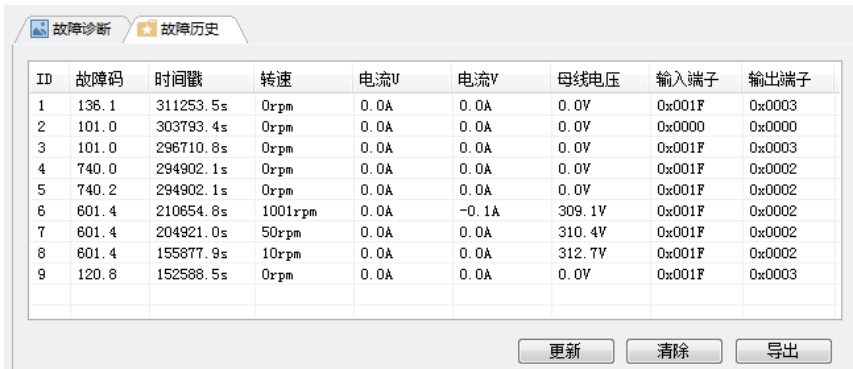 故障诊断 故障历史
ID 故障码 时间戳 转速 电流U 电流V 母线电压 输入端子 输出端子
1 136.1 311253.5s 0rpm 0.0A 0.0A 0.0V 0x001F 0x0003
2 101.0 303793.4s 0rpm 0.0A 0.0A 0.0V 0x0000 0x0000
3 101.0 296710.8s 0rpm 0.0A 0.0A 0.0V 0x001F 0x0003
4 740.0 294902.1s 0rpm 0.0A 0.0A 0.0V 0x001F 0x0002
5 740.2 294902.1s 0rpm 0.0A 0.0A 0.0V 0x001F 0x0002
6 601.4 210654.8s 1001rpm 0.0A -0.1A 309.1V 0x001F 0x0002
7 601.4 204921.0s 50rpm 0.0A 0.0A 310.4V 0x001F 0x0002
8 601.4 155877.9s 10rpm 0.0A 0.0A 312.7V 0x001F 0x0002
9 120.8 152588.5s 0rpm 0.0A 0.0A 0.0V 0x001F 0x0003
更新 清除 导出